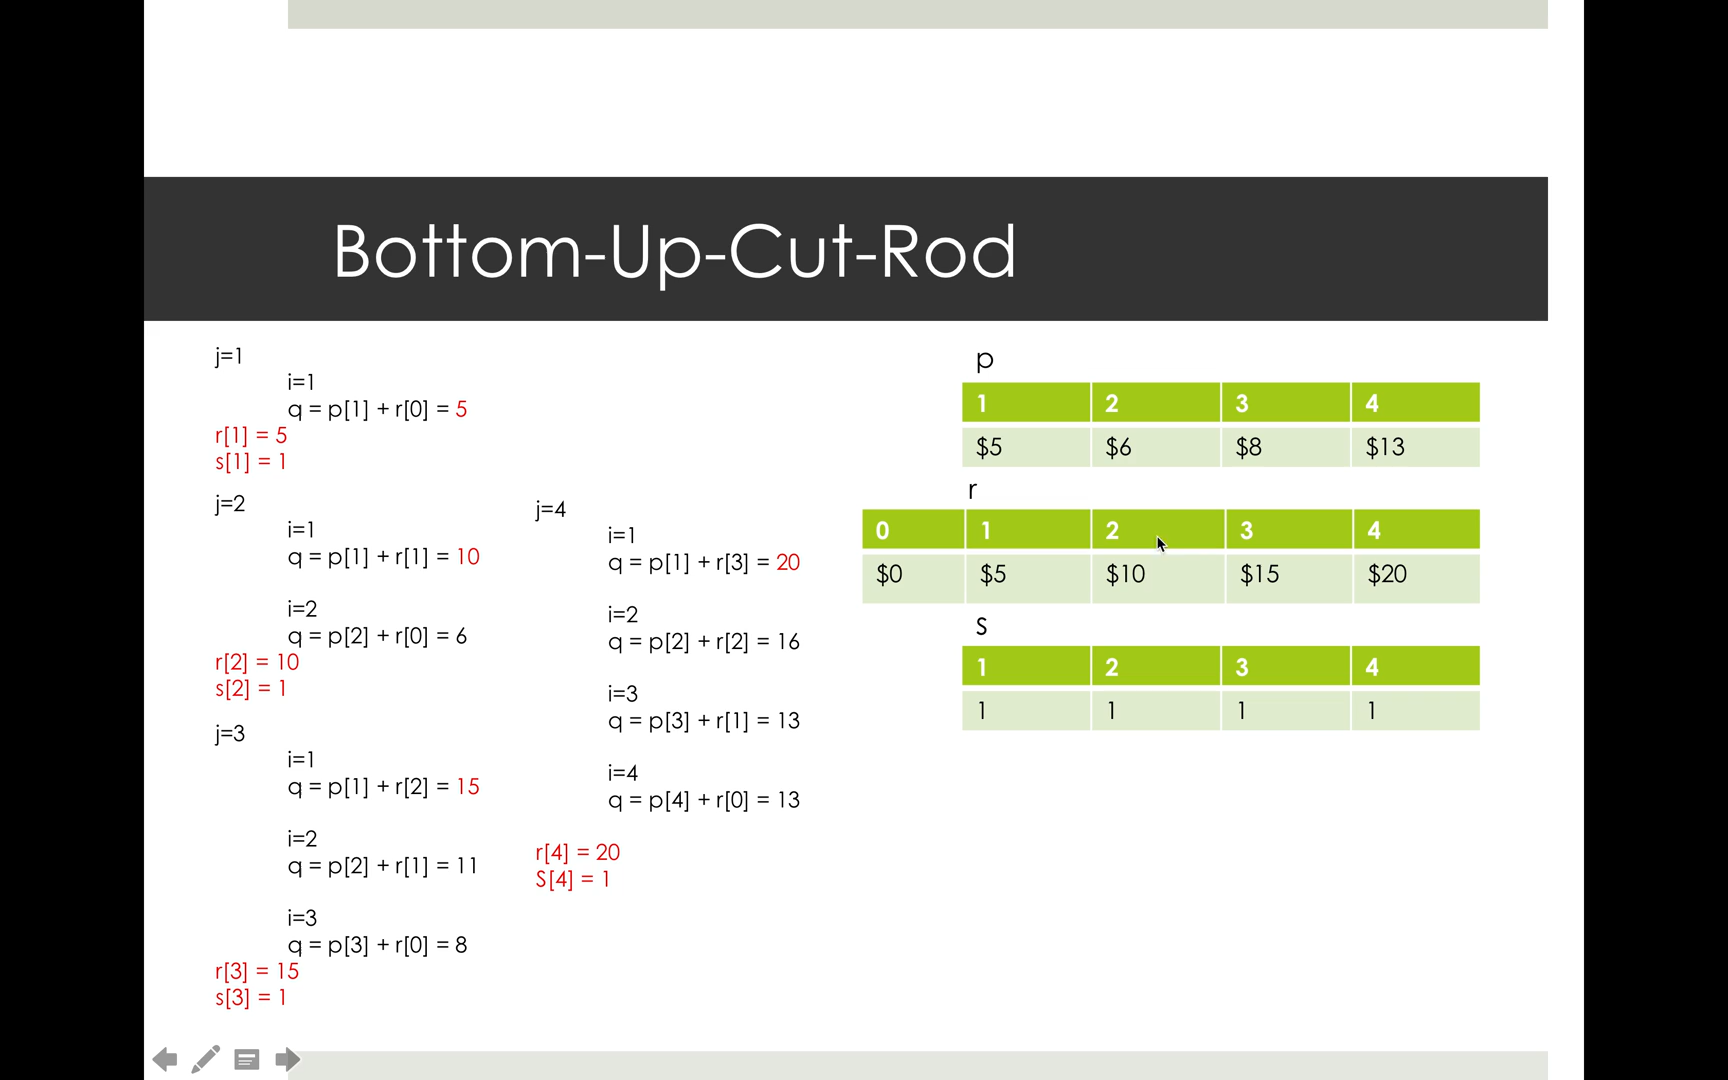 Bottom-Up-Cut-Rod
j=1
i=1
q = p[1] + r[0] = 5
r[1] = 5
s[1] = 1
j=2
i=1
q = p[1] + r[1] = 10
i=2
q = p[2] + r[0] = 6
r[2] = 10
s[2] = 1
j=3
i=1
q = p[1] + r[2] = 15
i=2
q = p[2] + r[1] = 11
i=3
q = p[3] + r[0] = 8
r[3] = 15
s[3] = 1
j=4
i=1
q = p[1] + r[3] = 20
i=2
q = p[2] + r[2] = 16
i=3
q = p[3] + r[1] = 13
i=4
q = p[4] + r[0] = 13
r[4] = 20
S[4] = 1
p
1 2 3 4
$5 $6 $8 $13
r
0 1 2 3 4
$0 $5 $10 $15 $20
s
1 2 3 4
1 1 1 1